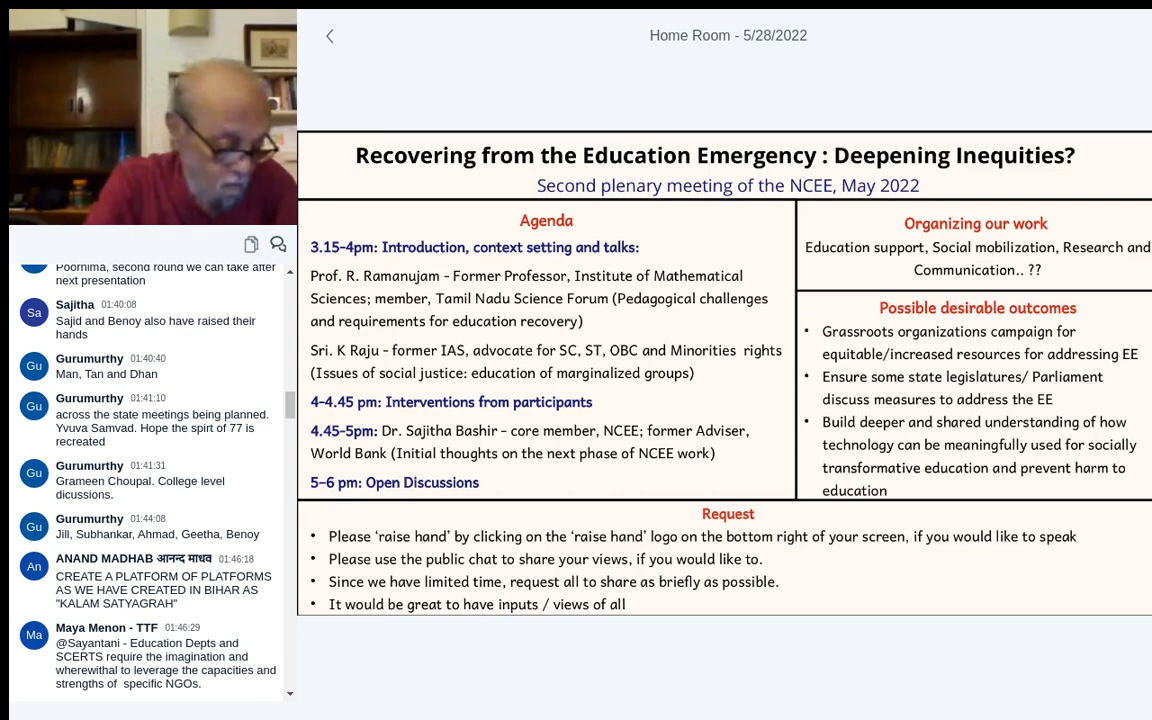 Home Room - 5/28/2022
Poornima, second round we can take after
next presentation
Sa
Sajitha 01:40:08
Sajid and Benoy also have raised their
hands
Gu
Gurumurthy 01:40:40
Man, Tan and Dhan
Gu
Gurumurthy 01:41:10
across the state meetings being planned.
Yvuva Samvad. Hope the spirt of 77 is
recreated
Gu
Gurumurthy 01:41:31
Grameen Choupal. College level
dicussions.
Gu
Gurumurthy 01:44:08
Jill, Subhankar, Ahmad, Geetha, Benoy
An
ANAND MADHAB आनन्द माधव 01:46:18
CREATE A PLATFORM OF PLATFORMS
AS WE HAVE CREATED IN BIHAR AS
"KALAM SATYAGRAH"
Ma
Maya Menon - TTF 01:46:29
@Sayantani - Education Depts and
SCERTS require the imagination and
wherewithal to leverage the capacities and
strengths of specific NGOs.
Recovering from the Education Emergency : Deepening Inequities?
Second plenary meeting of the NCEE, May 2022
Agenda
3.15-4pm: Introduction, context setting and talks:
Prof. R. Ramanujam - Former Professor, Institute of Mathematical
Sciences; member, Tamil Nadu Science Forum (Pedagogical challenges
and requirements for education recovery)
Sri. K Raju - former IAS, advocate for SC, ST, OBC and Minorities rights
(Issues of social justice: education of marginalized groups)
4-4.45 pm: Interventions from participants
4.45-5pm: Dr. Sajitha Bashir - core member, NCEE; former Adviser,
World Bank (Initial thoughts on the next phase of NCEE work)
5-6 pm: Open Discussions
Organizing our work
Education support, Social mobilization, Research and
Communication.. ??
Possible desirable outcomes
• Grassroots organizations campaign for
equitable/increased resources for addressing EE
• Ensure some state legislatures/ Parliament
discuss measures to address the EE
• Build deeper and shared understanding of how
technology can be meaningfully used for socially
transformative education and prevent harm to
education
Request
• Please ‘raise hand’ by clicking on the ‘raise hand’ logo on the bottom right of your screen, if you would like to speak
• Please use the public chat to share your views, if you would like to.
• Since we have limited time, request all to share as briefly as possible.
• It would be great to have inputs / views of all